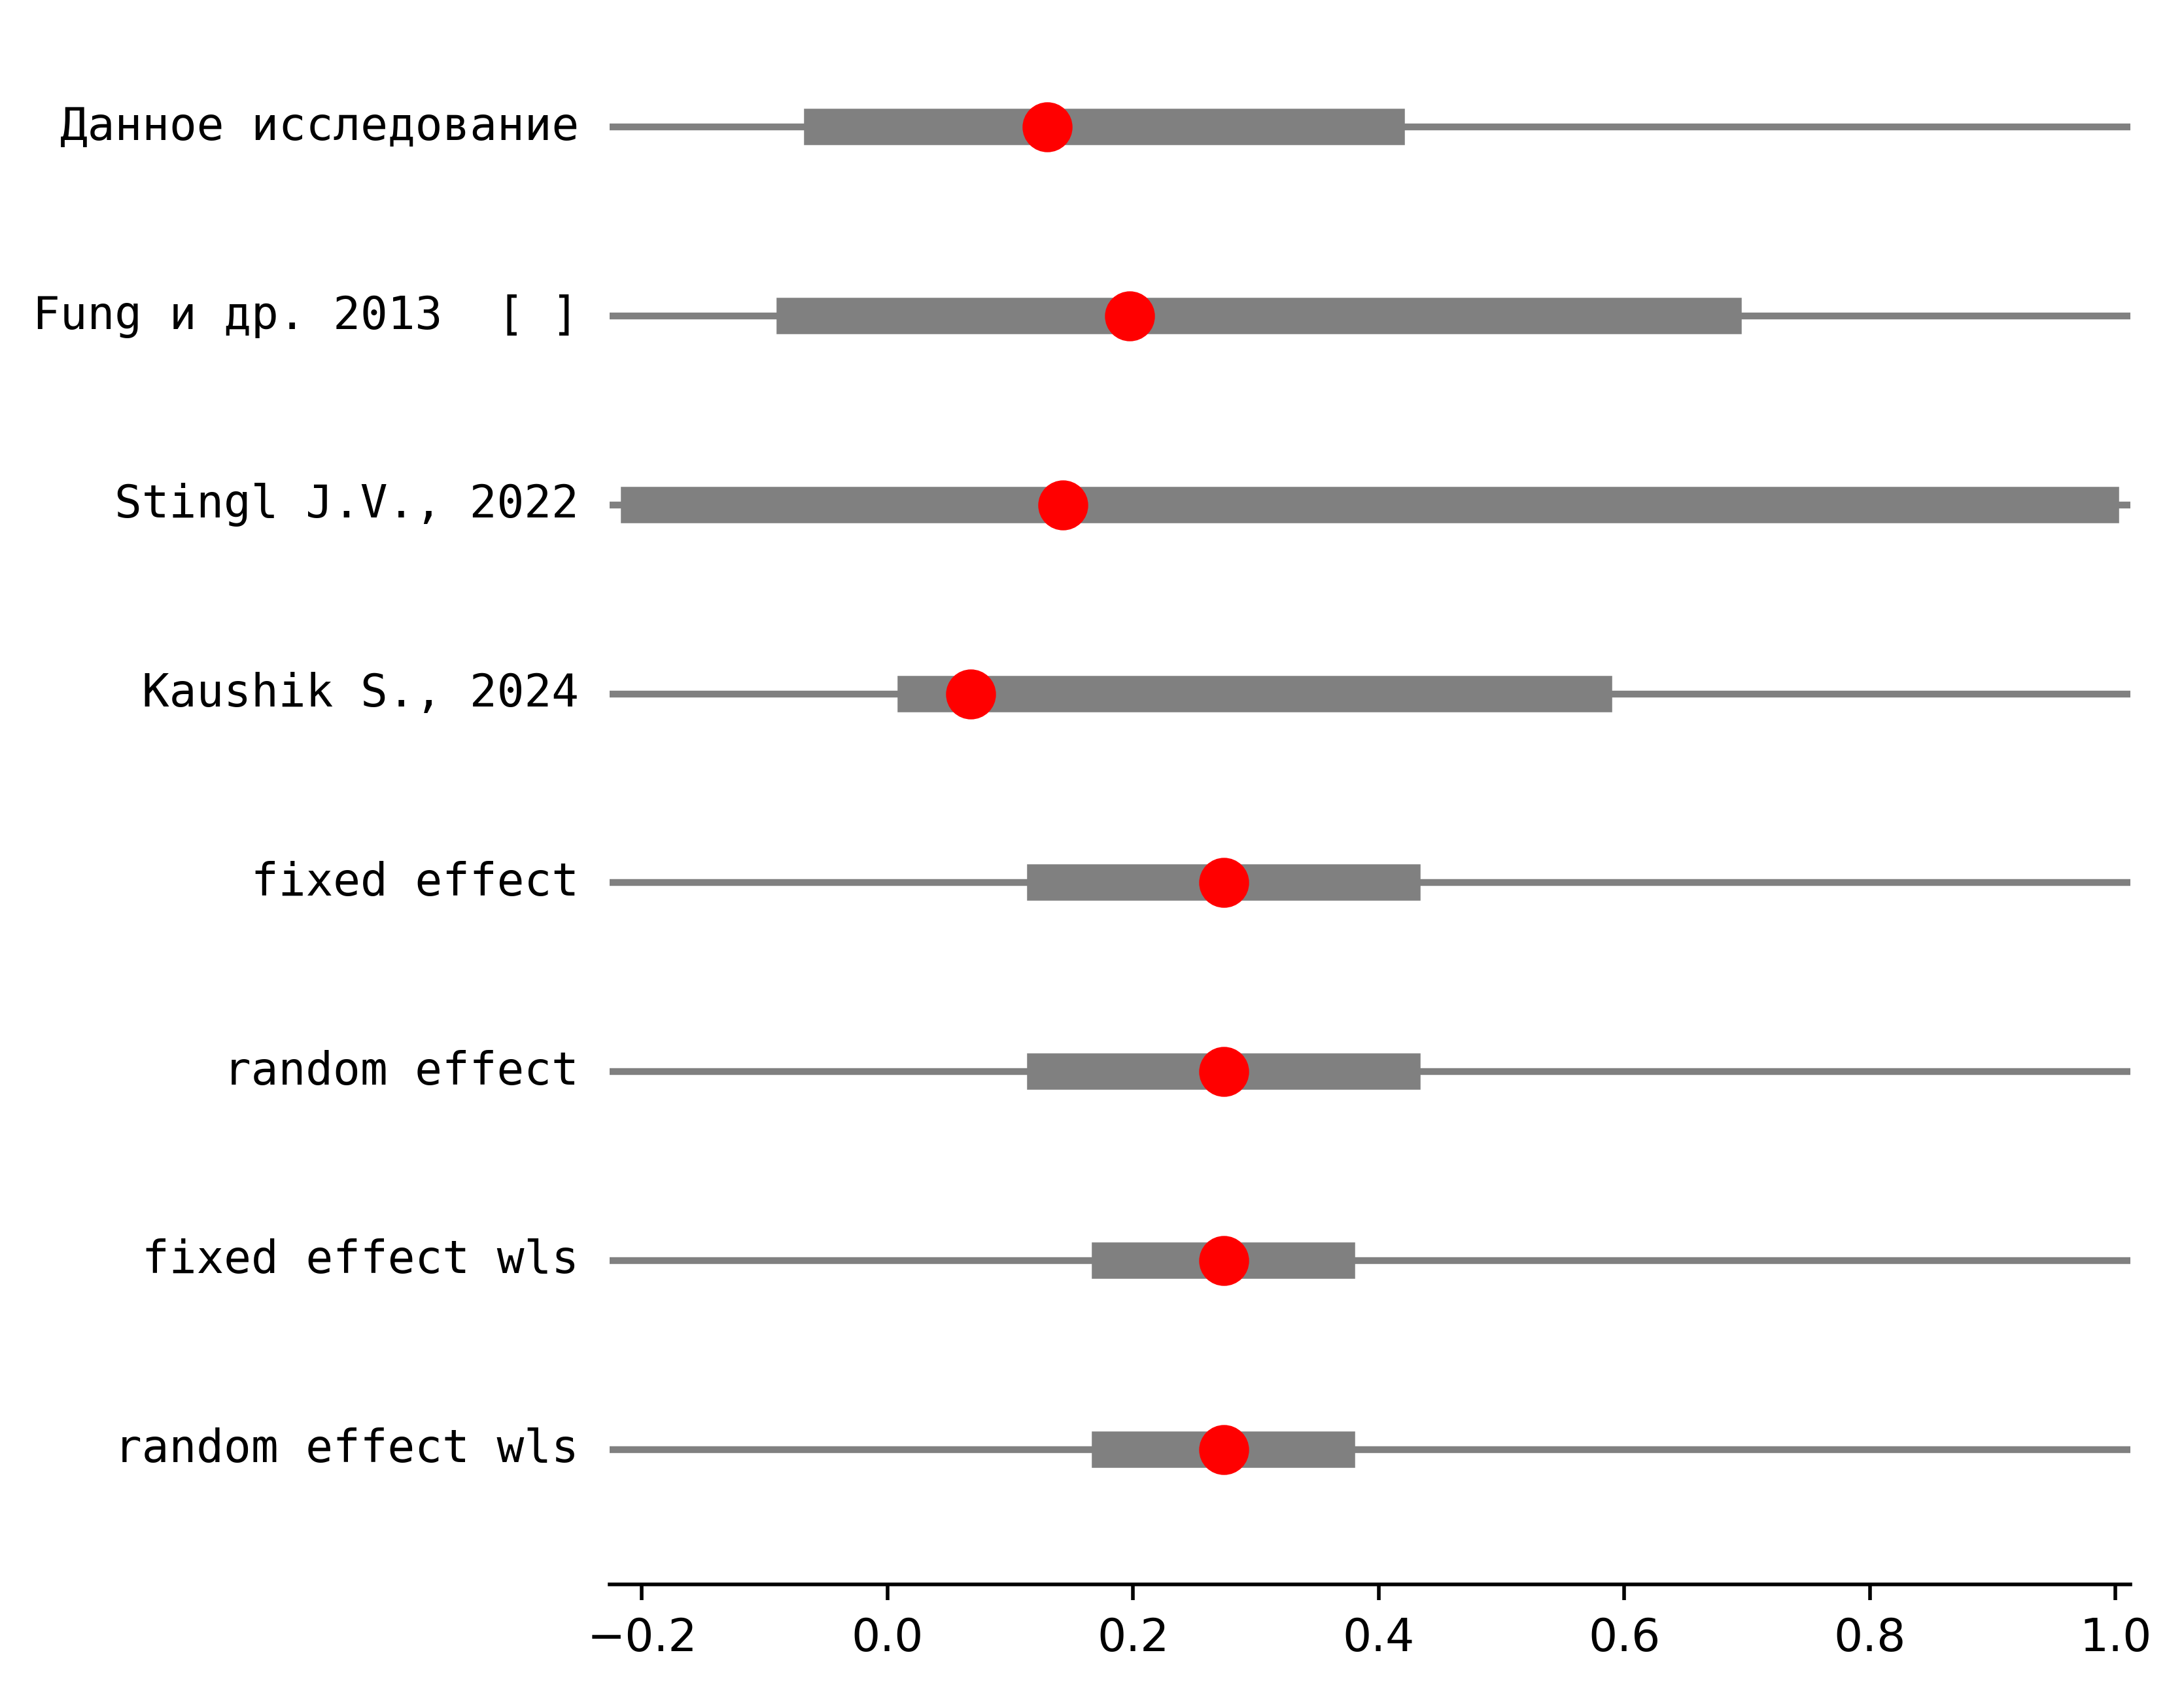 Данное исследование
Fung и др. 2013  [ ]
Stingl J.V., 2022
Kaushik S., 2024
fixed effect
random effect
fixed effect wls
random effect wls
−0.2 0.0 0.2 0.4 0.6 0.8 1.0